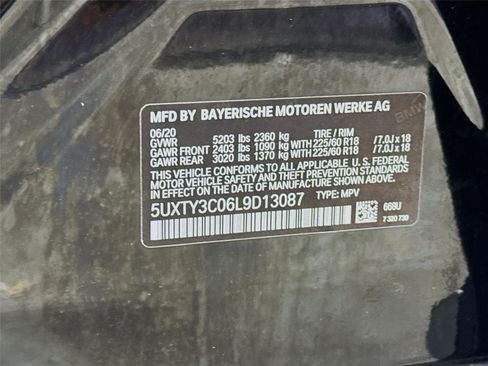 MFD BY BAYERISCHE MOTOREN WERKE AG
06/20 TIRE / RIM
GVWR 5203 lbs 2360 kg
GAWR FRONT 2403 lbs 1090 kg WITH 225/60 R18 / 7.0J x 18
GAWR REAR 3020 lbs 1370 kg WITH 225/60 R18 / 7.0J x 18
THIS VEHICLE CONFORMS TO ALL APPLICABLE U.S. FEDERAL
MOTOR VEHICLE SAFETY AND THEFT PREVENTION STANDARDS
IN EFFECT ON THE DATE OF MANUFACTURE SHOWN ABOVE.
5UXTY3C06L9D13087 TYPE: MPV
668U
7 320 730
BMW